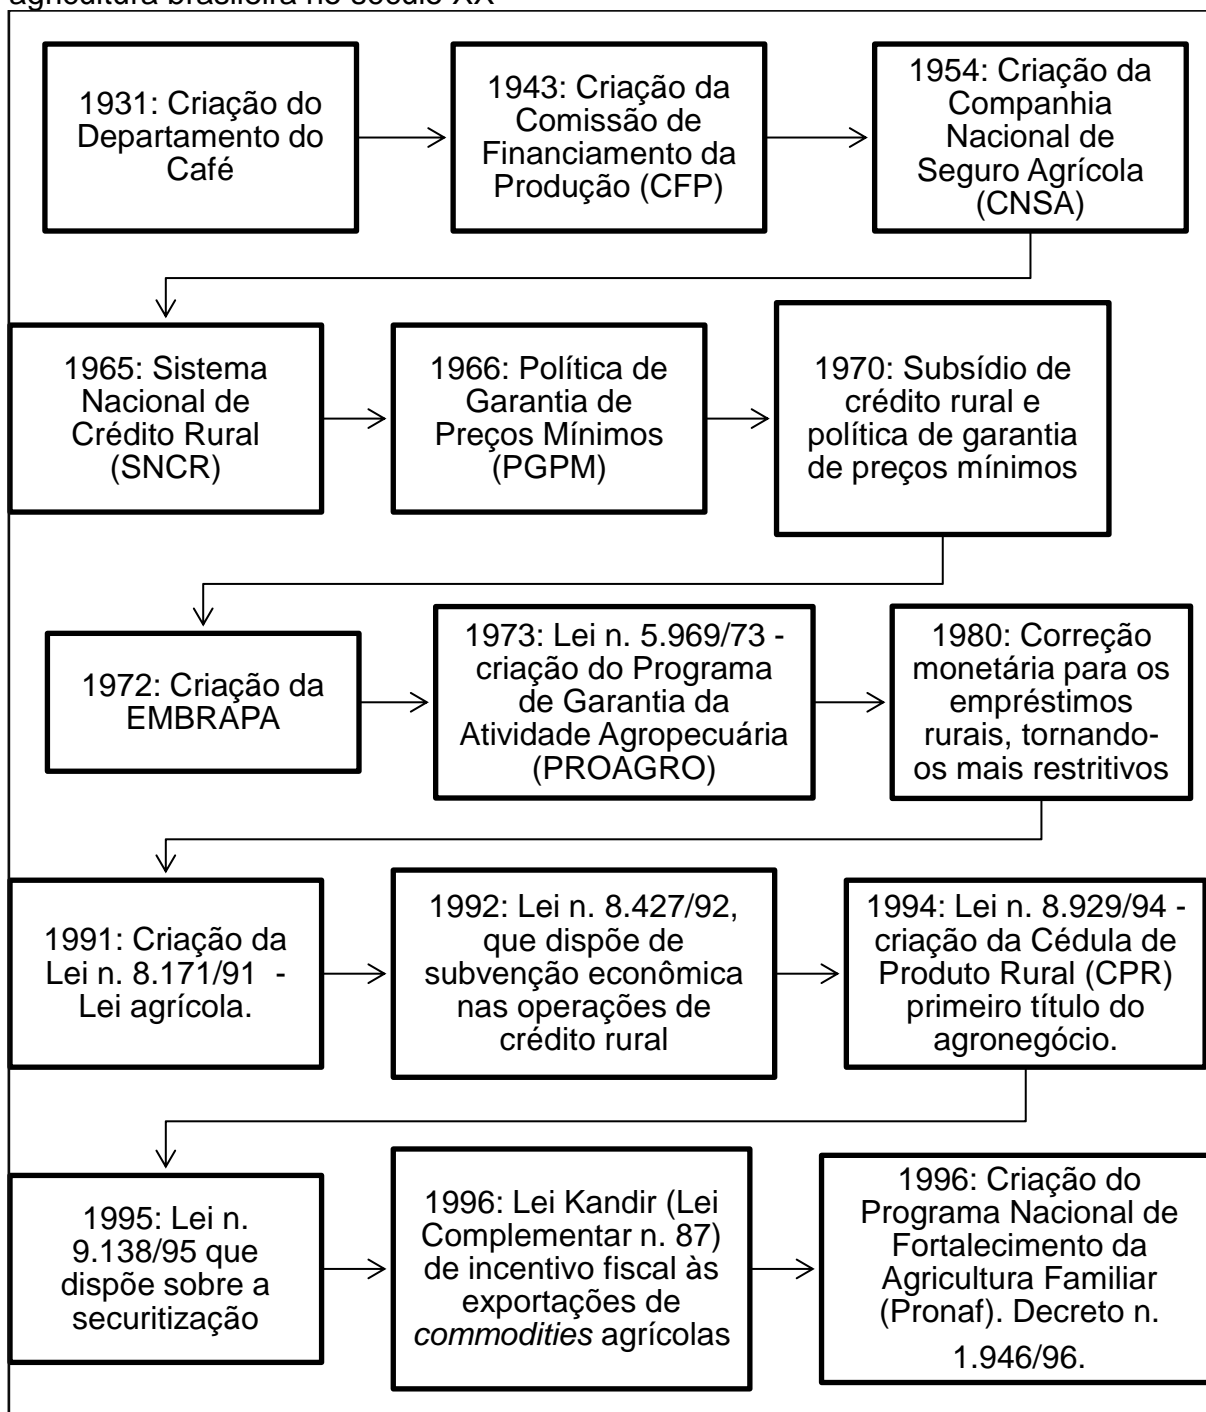 agricultura brasileira no século XX
1931: Criação do
Departamento do
Café
1943: Criação da
Comissão de
Financiamento da
Produção (CFP)
1954: Criação da
Companhia
Nacional de
Seguro Agrícola
(CNSA)
1965: Sistema
Nacional de
Crédito Rural
(SNCR)
1966: Política de
Garantia de
Preços Mínimos
(PGPM)
1970: Subsídio de
crédito rural e
política de garantia
de preços mínimos
1972: Criação da
EMBRAPA
1973: Lei n. 5.969/73 -
criação do Programa
de Garantia da
Atividade Agropecuária
(PROAGRO)
1980: Correção
monetária para os
empréstimos
rurais, tornando-
os mais restritivos
1991: Criação da
Lei n. 8.171/91 -
Lei agrícola.
1992: Lei n. 8.427/92,
que dispõe de
subvenção econômica
nas operações de
crédito rural
1994: Lei n. 8.929/94 -
criação da Cédula de
Produto Rural (CPR)
primeiro título do
agronegócio.
1995: Lei n.
9.138/95 que
dispõe sobre a
securitização
1996: Lei Kandir (Lei
Complementar n. 87)
de incentivo fiscal às
exportações de
commodities agrícolas
1996: Criação do
Programa Nacional de
Fortalecimento da
Agricultura Familiar
(Pronaf). Decreto n.
1.946/96.